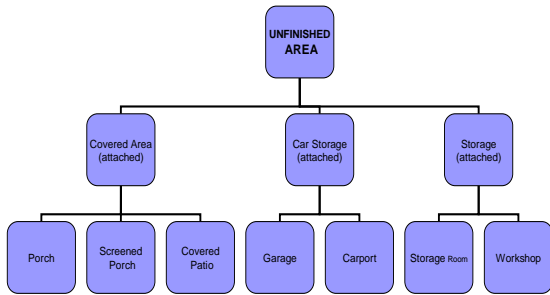 UNFINISHED
AREA
Covered Area
(attached)
Car Storage
(attached)
Storage
(attached)
Porch
Screened
Porch
Covered
Patio
Garage
Carport
Storage Room
Workshop